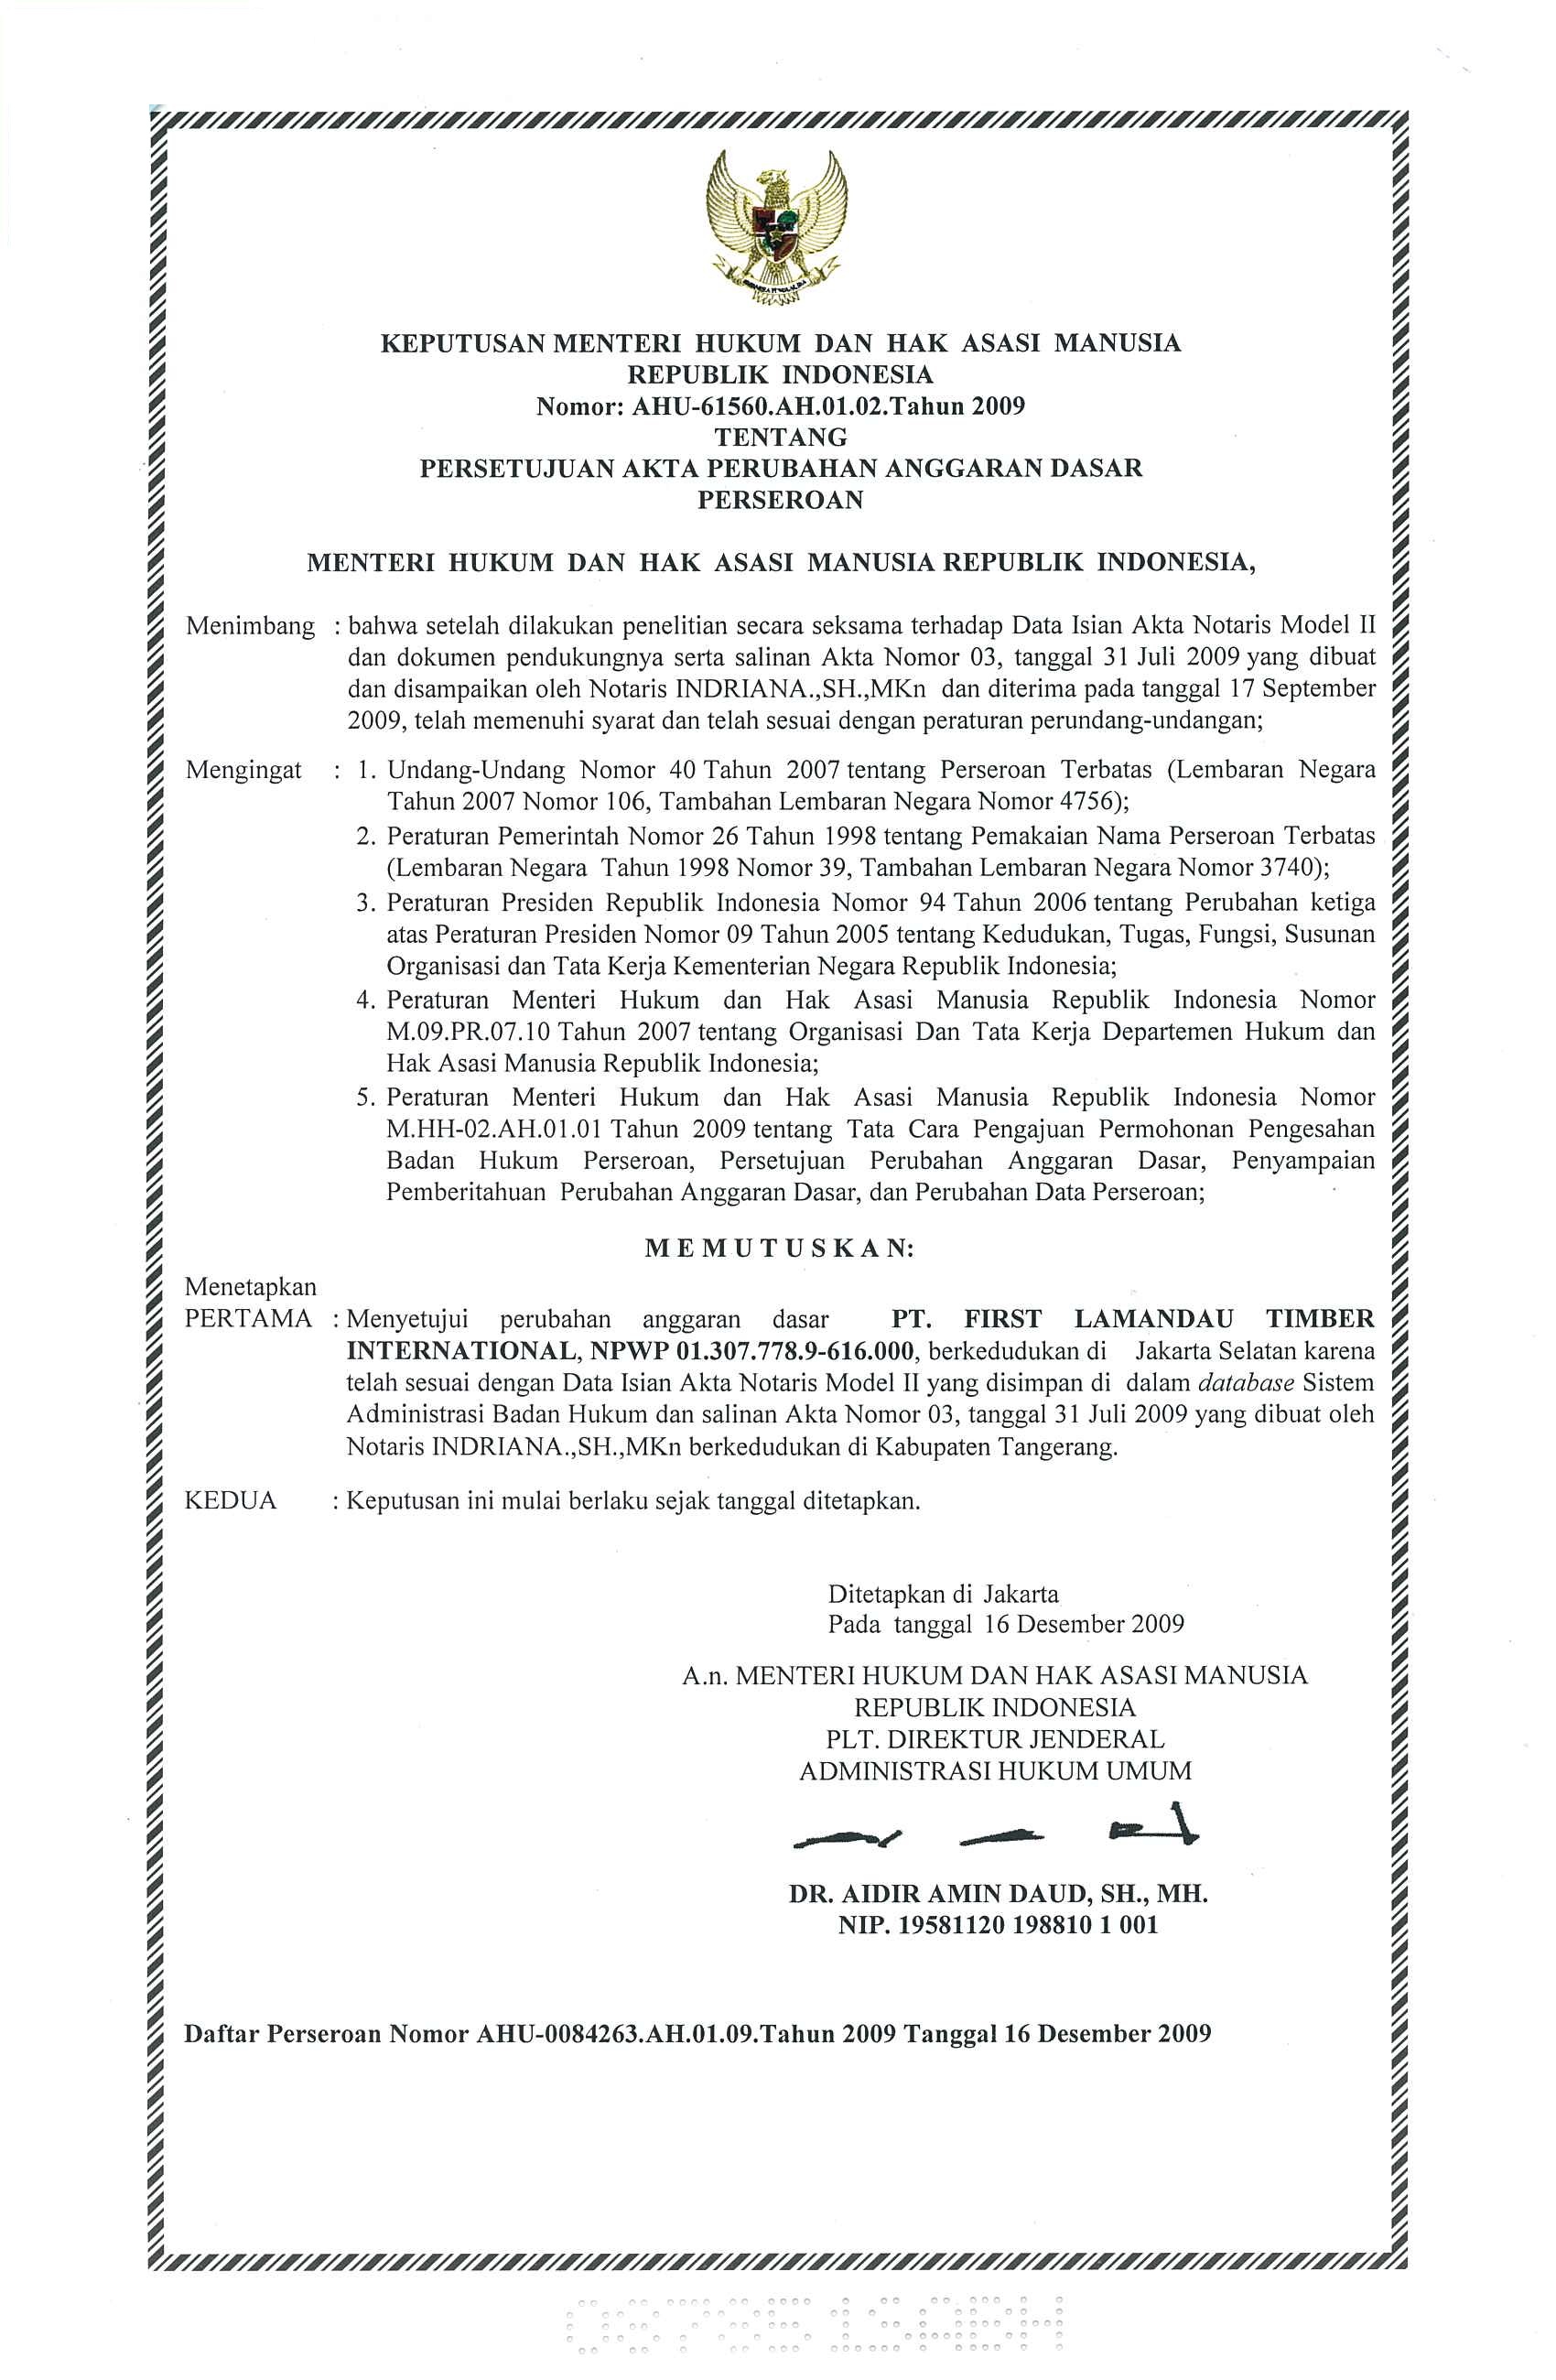 KEPUTUSAN MENTERI HUKUM DAN HAK ASASI MANUSIA
REPUBLIK INDONESIA
Nomor: AHU-61560.AH.01.02.Tahun 2009
TENTANG
PERSETUJUAN AKTA PERUBAHAN ANGGARAN DASAR
PERSEROAN
MENTERI HUKUM DAN HAK ASASI MANUSIA REPUBLIK INDONESIA,
Menimbang : bahwa setelah dilakukan penelitian secara seksama terhadap Data Isian Akta Notaris Model II
dan dokumen pendukungnya serta salinan Akta Nomor 03, tanggal 31 Juli 2009 yang dibuat
dan disampaikan oleh Notaris INDRIANA.,SH.,MKn dan diterima pada tanggal 17 September
2009, telah memenuhi syarat dan telah sesuai dengan peraturan perundang-undangan;
Mengingat : 1. Undang-Undang Nomor 40 Tahun 2007 tentang Perseroan Terbatas (Lembaran Negara
Tahun 2007 Nomor 106, Tambahan Lembaran Negara Nomor 4756);
2. Peraturan Pemerintah Nomor 26 Tahun 1998 tentang Pemakaian Nama Perseroan Terbatas
(Lembaran Negara Tahun 1998 Nomor 39, Tambahan Lembaran Negara Nomor 3740);
3. Peraturan Presiden Republik Indonesia Nomor 94 Tahun 2006 tentang Perubahan ketiga
atas Peraturan Presiden Nomor 09 Tahun 2005 tentang Kedudukan, Tugas, Fungsi, Susunan
Organisasi dan Tata Kerja Kementerian Negara Republik Indonesia;
4. Peraturan Menteri Hukum dan Hak Asasi Manusia Republik Indonesia Nomor
M.09.PR.07.10 Tahun 2007 tentang Organisasi Dan Tata Kerja Departemen Hukum dan
Hak Asasi Manusia Republik Indonesia;
5. Peraturan Menteri Hukum dan Hak Asasi Manusia Republik Indonesia Nomor
M.HH-02.AH.01.01 Tahun 2009 tentang Tata Cara Pengajuan Permohonan Pengesahan
Badan Hukum Perseroan, Persetujuan Perubahan Anggaran Dasar, Penyampaian
Pemberitahuan Perubahan Anggaran Dasar, dan Perubahan Data Perseroan;
M E M U T U S K A N:
Menetapkan
PERTAMA : Menyetujui perubahan anggaran dasar PT. FIRST LAMANDAU TIMBER
INTERNATIONAL, NPWP 01.307.778.9-616.000, berkedudukan di Jakarta Selatan karena
telah sesuai dengan Data Isian Akta Notaris Model II yang disimpan di dalam database Sistem
Administrasi Badan Hukum dan salinan Akta Nomor 03, tanggal 31 Juli 2009 yang dibuat oleh
Notaris INDRIANA.,SH.,MKn berkedudukan di Kabupaten Tangerang.
KEDUA : Keputusan ini mulai berlaku sejak tanggal ditetapkan.
Ditetapkan di Jakarta
Pada tanggal 16 Desember 2009
A.n. MENTERI HUKUM DAN HAK ASASI MANUSIA
REPUBLIK INDONESIA
PLT. DIREKTUR JENDERAL
ADMINISTRASI HUKUM UMUM
DR. AIDIR AMIN DAUD, SH., MH.
NIP. 19581120 198810 1 001
Daftar Perseroan Nomor AHU-0084263.AH.01.09.Tahun 2009 Tanggal 16 Desember 2009